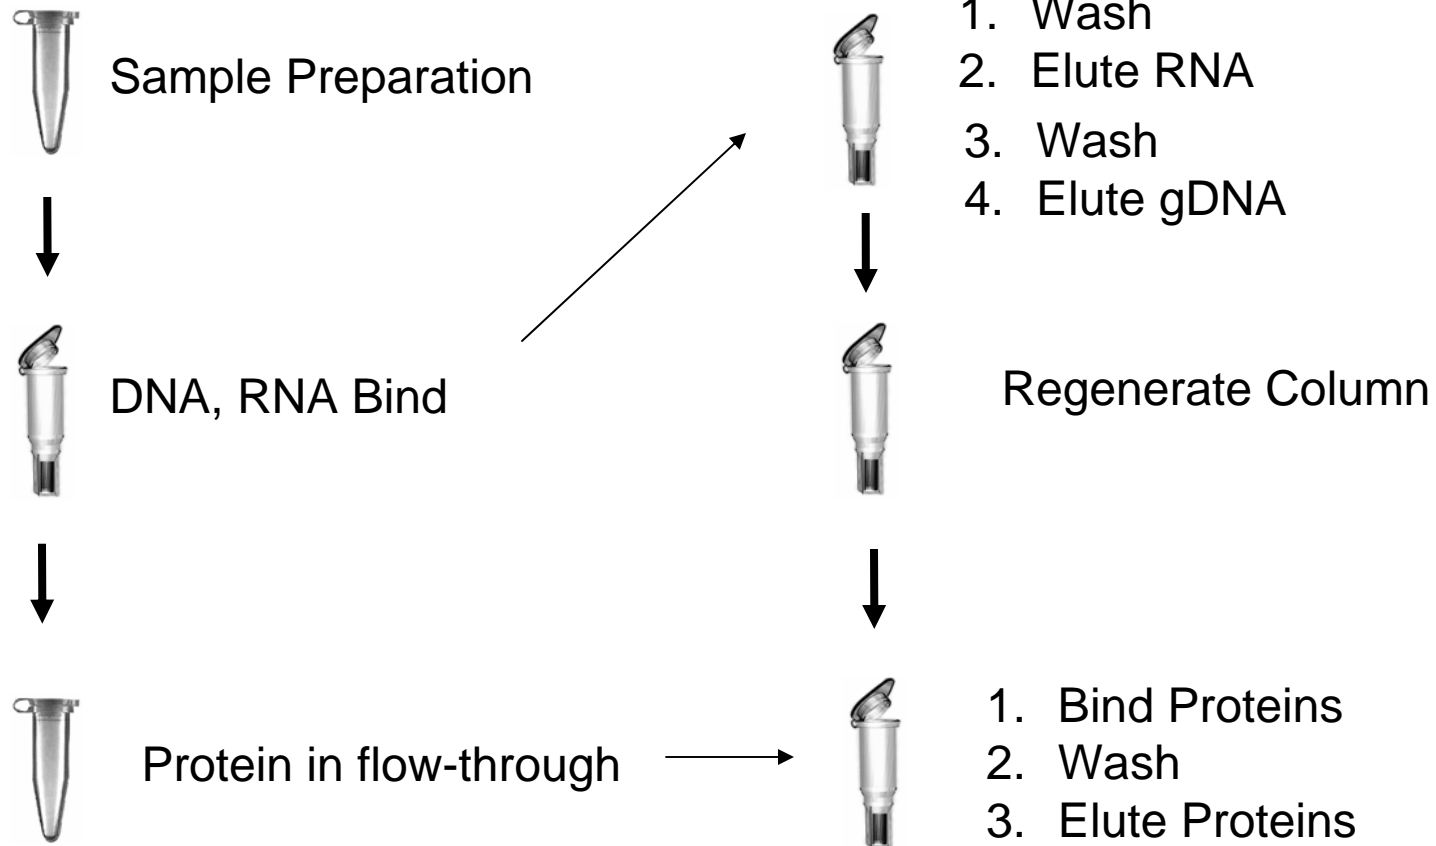 Sample Preparation
DNA, RNA Bind
Protein in flow-through
1. Wash
2. Elute RNA
3. Wash
4. Elute gDNA
Regenerate Column
1. Bind Proteins
2. Wash
3. Elute Proteins